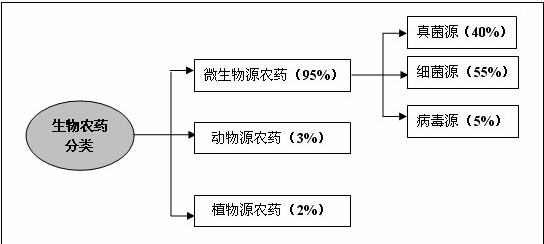 生物农药
分类
微生物源农药（95%）
动物源农药（3%）
植物源农药（2%）
真菌源（40%）
细菌源（55%）
病毒源（5%）